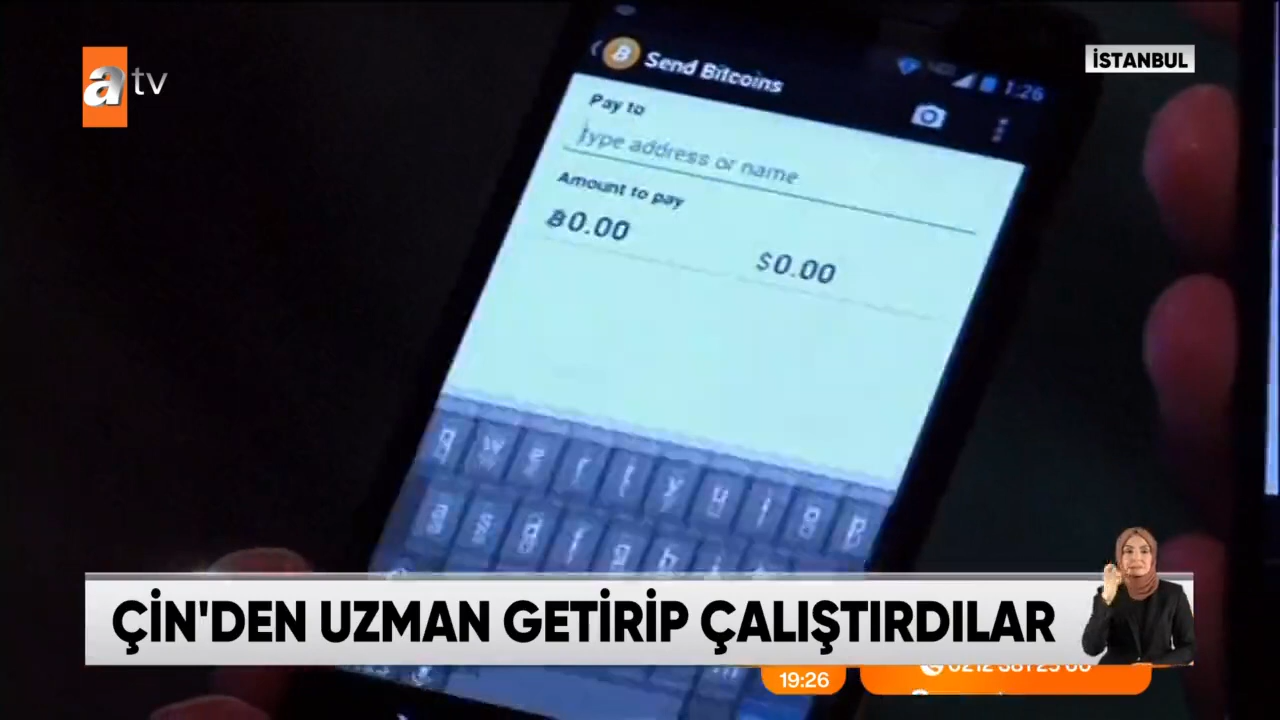 atv
İSTANBUL
Send Bitcoins
1:26
Pay to
Type address or name
Amount to pay
฿0.00
$0.00
q w e r t y u i o p
ÇİN'DEN UZMAN GETİRİP ÇALIŞTIRDILAR
19:26